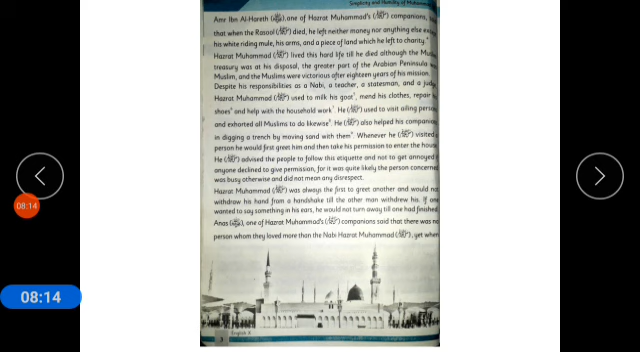 Simplicity and Humility of Muhammad
Amr Ibn Al-Hareth (ﷺ), one of Hazrat Muhammad's (ﷺ) companions,
that when the Rasool (ﷺ) died, he left neither money nor anything else
his white riding mule, his arms, and a piece of land which he left to charity."
Hazrat Muhammad (ﷺ) lived this hard life till he died although the
treasury was at his disposal, the greater part of the Arabian Peninsula
Muslim, and the Muslims were victorious after eighteen years of his mission.
Despite his responsibilities as a Nabi, a teacher, a statesman, and a
Hazrat Muhammad (ﷺ) used to milk his goat, mend his clothes, repair
shoes and help with the household work. He (ﷺ) used to visit ailing
and exhorted all Muslims to do likewise. He (ﷺ) also helped his
in digging a trench by moving sand with them. Whenever he (ﷺ) visited
person he would first greet him and then take his permission to enter the
He (ﷺ) advised the people to follow this etiquette and not to get annoyed
anyone declined to give permission, for it was quite likely the person concerned
was busy otherwise and did not mean any disrespect.
Hazrat Muhammad (ﷺ) was always the first to greet another and would not
withdraw his hand from a handshake till the other man withdrew his. If one
wanted to say something in his ears, he would not turn away till one had finished.
Anas, one of Hazrat Muhammad's (ﷺ) companions said that there was no
person whom they loved more than the Nabi Hazrat Muhammad (ﷺ), yet when
08:14
08:14
3